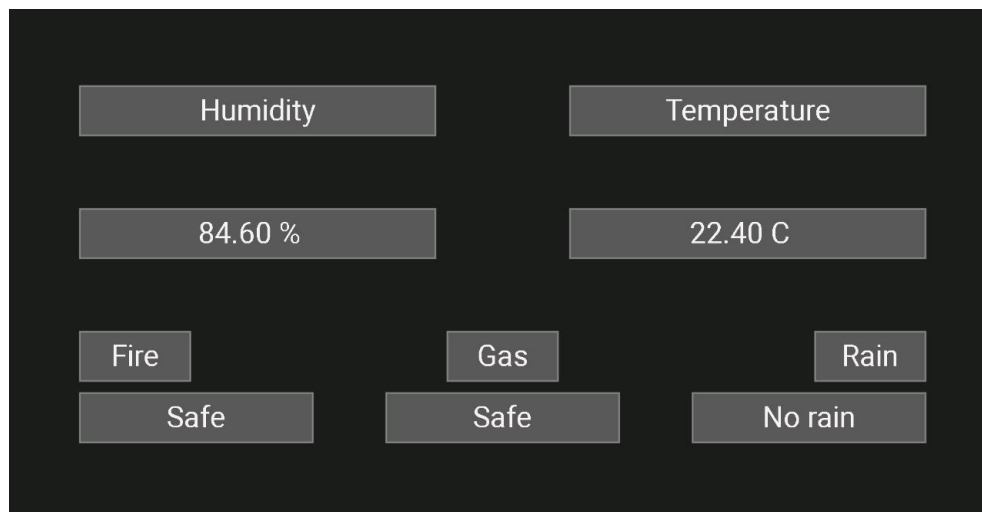 Humidity
Temperature
84.60 %
22.40 C
Fire
Gas
Rain
Safe
Safe
No rain